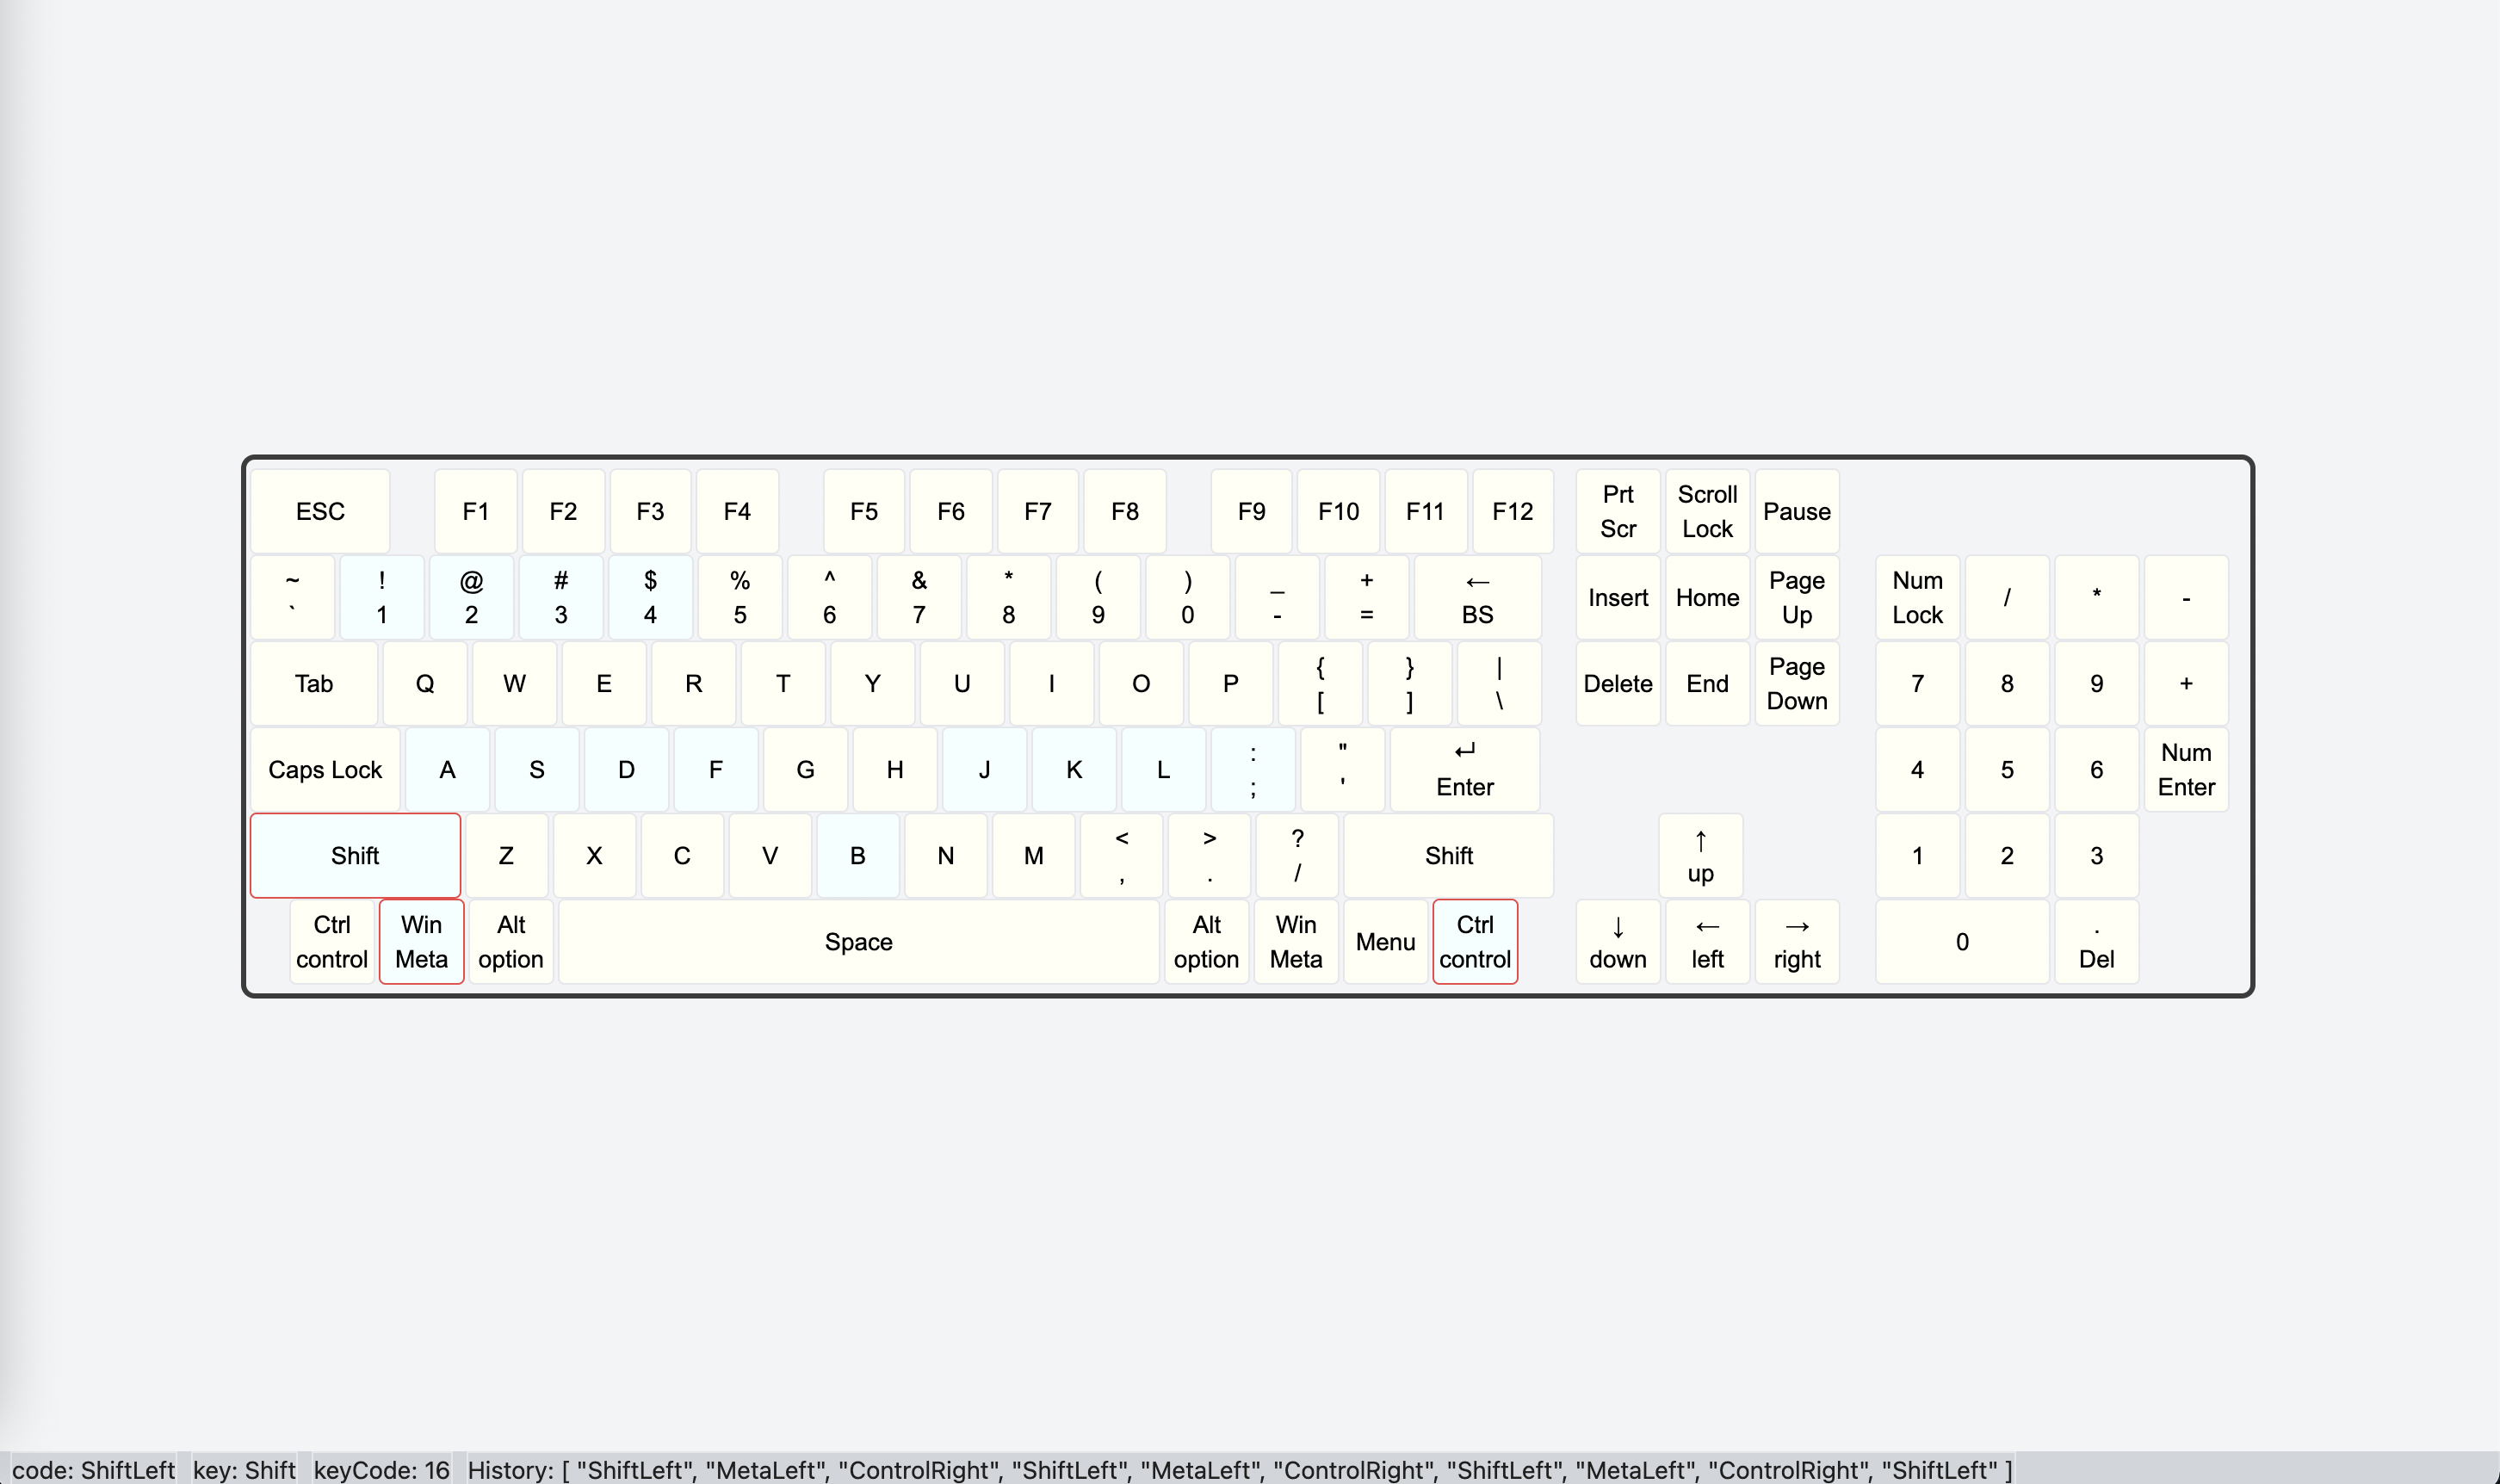 ESC F1 F2 F3 F4 F5 F6 F7 F8 F9 F10 F11 F12 Prt Scr Scroll Lock Pause
~ ` ! 1 @ 2 # 3 $ 4 % 5 ^ 6 & 7 * 8 ( 9 ) 0 _ - + = ← BS Insert Home Page Up Num Lock / * -
Tab Q W E R T Y U I O P { [ } ] | \ Delete End Page Down 7 8 9 +
Caps Lock A S D F G H J K L : ; " ' ↵ Enter 4 5 6 Num Enter
Shift Z X C V B N M < , > . ? / Shift ↑ up 1 2 3
Ctrl control Win Meta Alt option Space Alt option Win Meta Menu Ctrl control ↓ down ← left → right 0 . Del
code: ShiftLeft key: Shift keyCode: 16 History: [ "ShiftLeft", "MetaLeft", "ControlRight", "ShiftLeft", "MetaLeft", "ControlRight", "ShiftLeft", "MetaLeft", "ControlRight", "ShiftLeft" ]